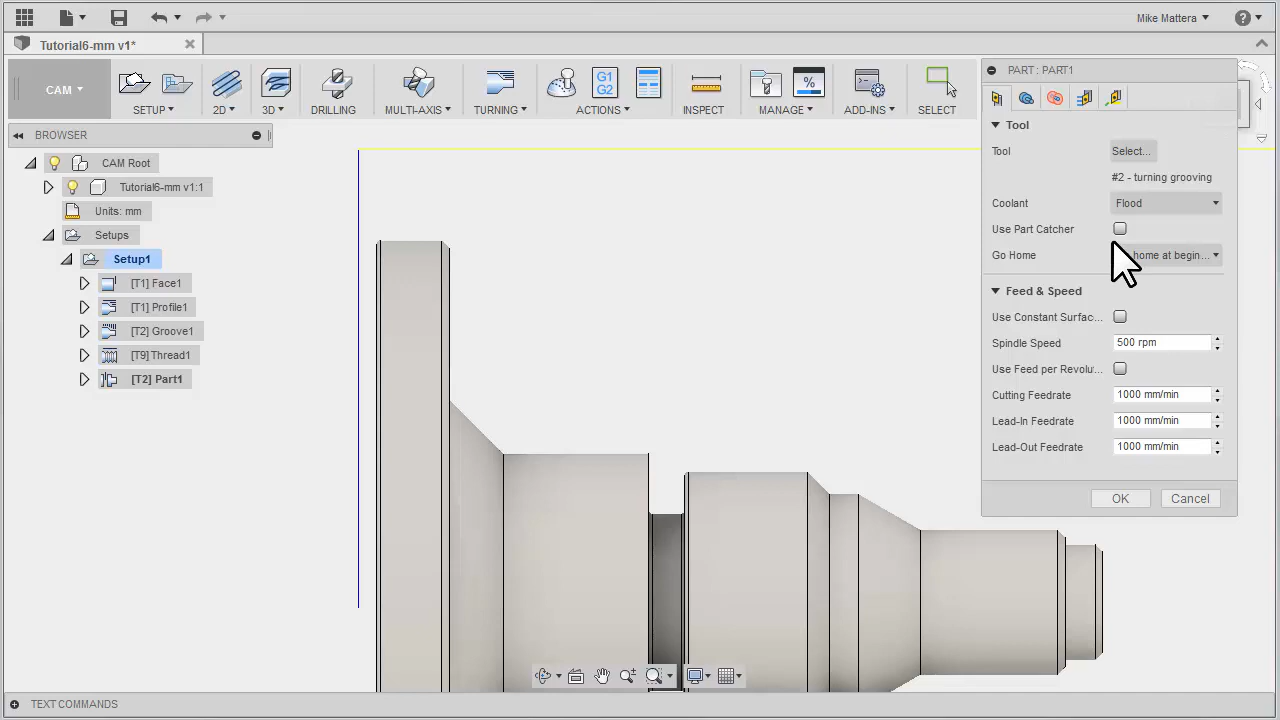 Mike Mattera
?
Tutorial6-mm v1*
CAM
SETUP
2D
3D
DRILLING
MULTI-AXIS
TURNING
G1
G2
ACTIONS
INSPECT
%
MANAGE
ADD-INS
SELECT
BROWSER
CAM Root
Tutorial6-mm v1:1
Units: mm
Setups
Setup1
[T1] Face1
[T1] Profile1
[T2] Groove1
[T9] Thread1
[T2] Part1
PART : PART1
Tool
Tool Select...
#2 - turning grooving
Coolant Flood
Use Part Catcher
Go Home home at begin...
Feed & Speed
Use Constant Surfac...
Spindle Speed 500 rpm
Use Feed per Revolu...
Cutting Feedrate 1000 mm/min
Lead-In Feedrate 1000 mm/min
Lead-Out Feedrate 1000 mm/min
OK Cancel
TEXT COMMANDS